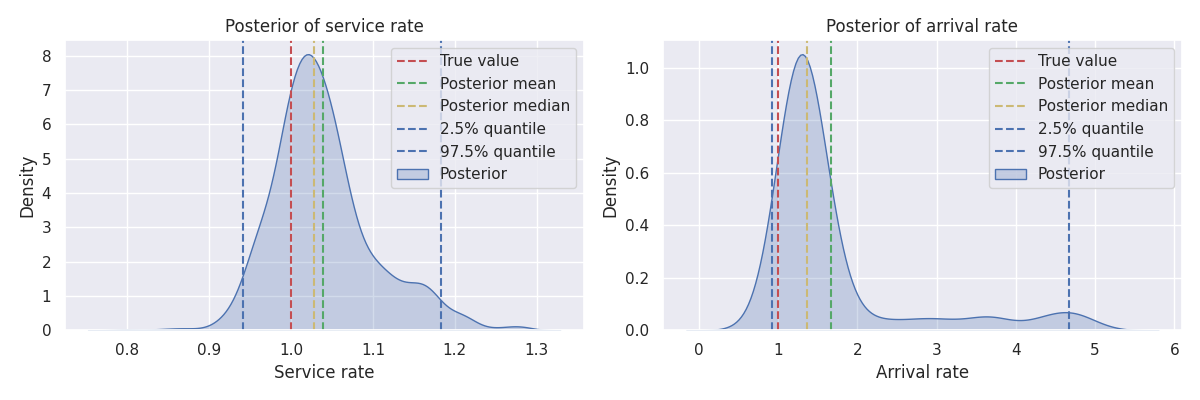 Posterior of service rate
8
7
6
5
4
3
2
1
0
Density
0.8 0.9 1.0 1.1 1.2 1.3
Service rate
True value
Posterior mean
Posterior median
2.5% quantile
97.5% quantile
Posterior
Posterior of arrival rate
1.0
0.8
0.6
0.4
0.2
0.0
Density
0 1 2 3 4 5 6
Arrival rate
True value
Posterior mean
Posterior median
2.5% quantile
97.5% quantile
Posterior